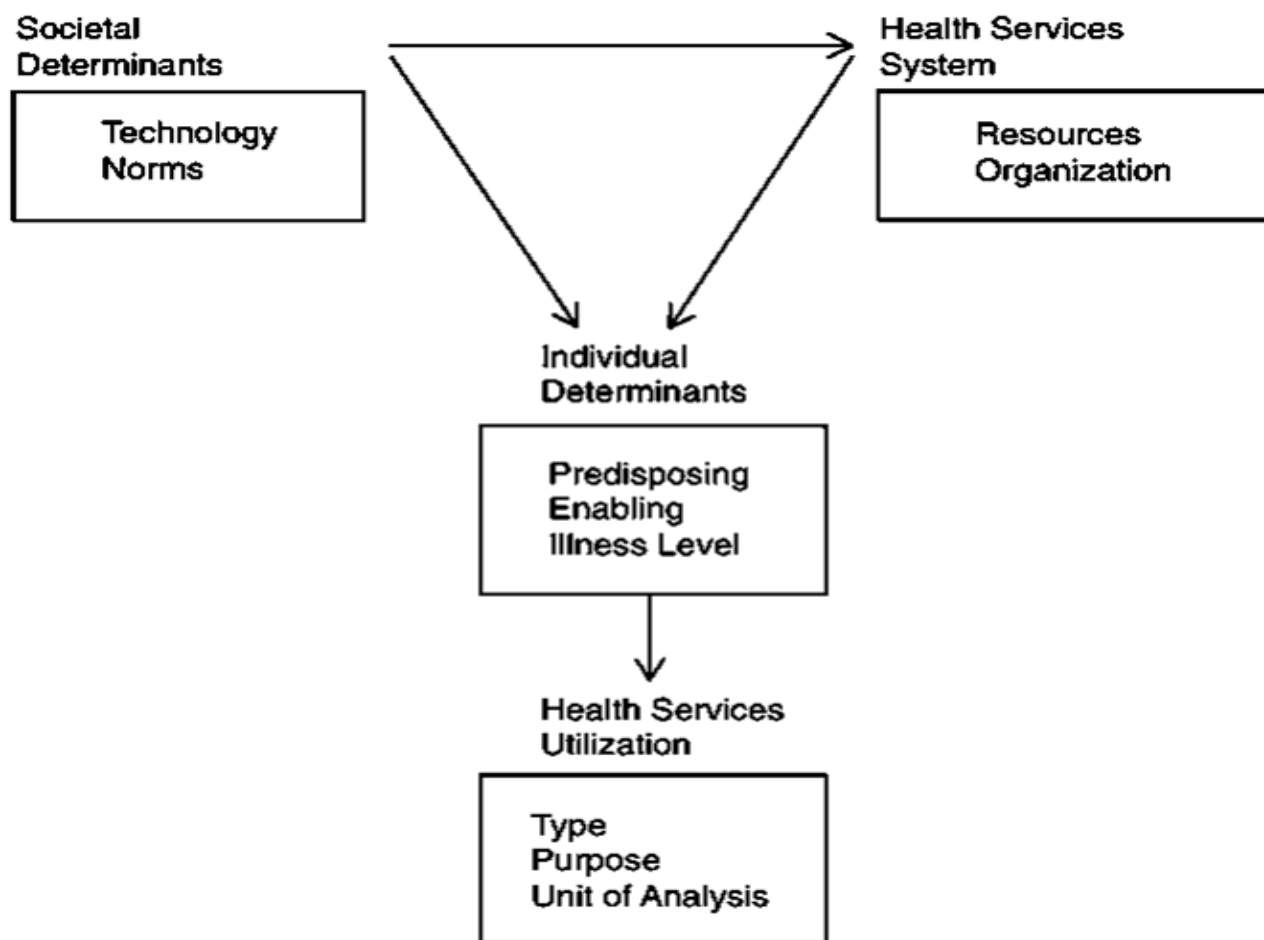 Societal
Determinants
Technology
Norms
Health Services
System
Resources
Organization
Individual
Determinants
Predisposing
Enabling
Illness Level
Health Services
Utilization
Type
Purpose
Unit of Analysis